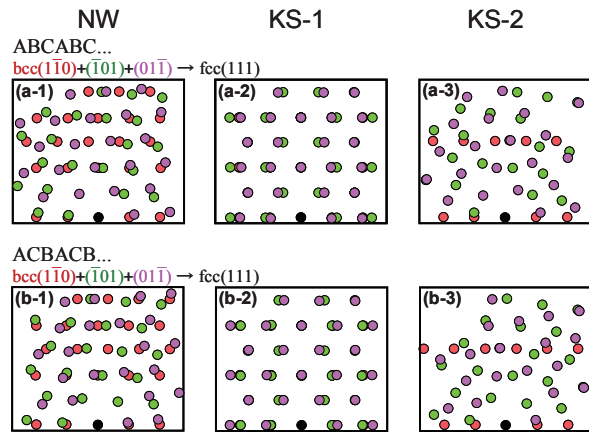 NW KS-1 KS-2
ABCABC...
bcc(11̄0)+(1̄01)+(011̄) → fcc(111)
(a-1) (a-2) (a-3)
ACBACB...
bcc(11̄0)+(1̄01)+(011̄) → fcc(111)
(b-1) (b-2) (b-3)